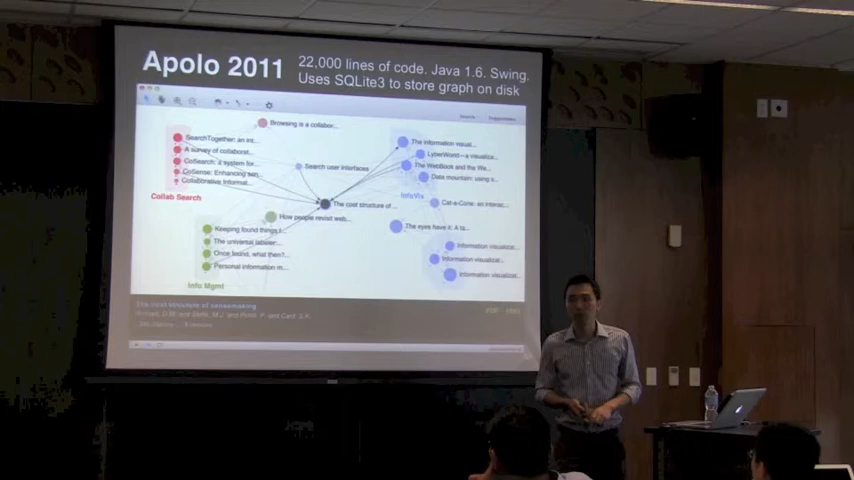 Apolo 2011
22,000 lines of code. Java 1.6. Swing.
Uses SQLite3 to store graph on disk
Browsing is a collabor...
SearchTogether: an int...
A survey of collaborat...
CoSearch: a system for...
CoSense: Enhancing sen...
Collaborative Informat...
Collab Search
Search user interfaces
The information visual...
LyberWorld – a visualiza...
The WebBook and the We...
Data mountain: using s...
InfoVis
The cost structure of ...
Cat-a-Cone: an interac...
How people revisit web...
The eyes have it: A ta...
Keeping found things f...
The universal labeler:...
Once found, what then?...
Personal information m...
Info Mgmt
Information visualizat...
Information visualizat...
Information visualizat...
The cost structure of sensemaking